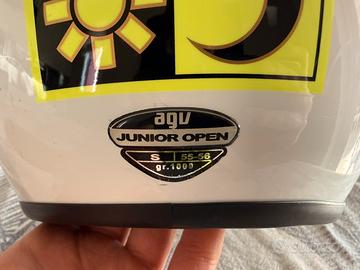 agv
JUNIOR OPEN
S | 55-56
gr.1000